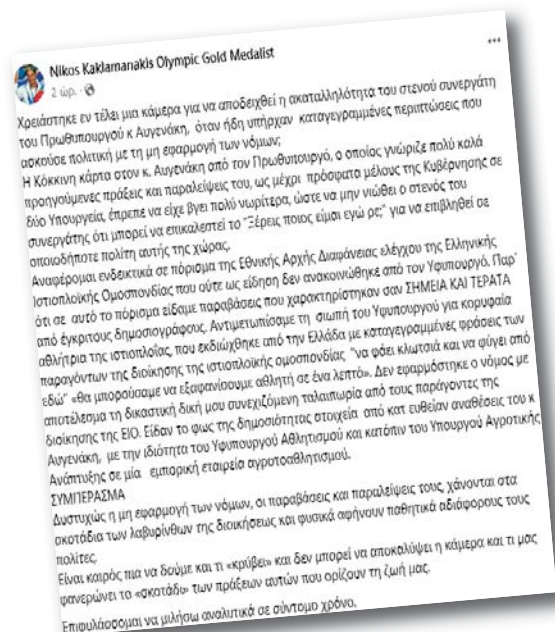 Nikos Kaklamanakis Olympic Gold Medalist
2 ώρ. ·
Χρειάστηκε εν τέλει μια κάμερα για να αποδειχθεί η ακαταλληλότητα του στενού συνεργάτη
του Πρωθυπουργού κ Αυγενάκη, όταν ήδη υπήρχαν καταγεγραμμένες περιπτώσεις που
ασκούσε πολιτική με τη μη εφαρμογή των νόμων;
Η Κόκκινη κάρτα στον κ. Αυγενάκη από τον Πρωθυπουργό, ο οποίος γνώριζε πολύ καλά
προηγούμενες πράξεις και παραλείψεις του, ως μέχρι πρόσφατα μέλους της Κυβέρνησης σε
δύο Υπουργεία, έπρεπε να είχε βγει πολύ νωρίτερα, ώστε να μην νιώθει ο στενός του
συνεργάτης ότι μπορεί να επικαλεστεί το "Ξέρεις ποιος είμαι εγώ ρε;" για να επιβληθεί σε
οποιοδήποτε πολίτη αυτής της χώρας.
Αναφέρομαι ενδεικτικά σε πόρισμα της Εθνικής Αρχής Διαφάνειας ελέγχου της Ελληνικής
Ιστιοπλοϊκής Ομοσπονδίας που ούτε ως είδηση δεν ανακοινώθηκε από τον Υφυπουργό. Παρ΄
ότι σε αυτό το πόρισμα είδαμε παραβάσεις που χαρακτηρίστηκαν σαν ΣΗΜΕΙΑ ΚΑΙ ΤΕΡΑΤΑ
από έγκριτους δημοσιογράφους. Αντιμετωπίσαμε τη σιωπή του Υφυπουργού για κορυφαία
αθλήτρια της ιστιοπλοΐας, που εκδιώχθηκε από την Ελλάδα με καταγεγραμμένες φράσεις των
παραγόντων της διοίκησης της ιστιοπλοϊκής ομοσπονδίας "να φάει κλωτσιά και να φύγει από
εδώ" «θα μπορούσαμε να εξαφανίσουμε αθλητή σε ένα λεπτό». Δεν εφαρμόστηκε ο νόμος με
αποτέλεσμα τη δικαστική δική μου συνεχιζόμενη ταλαιπωρία από τους παράγοντες της
διοίκησης της ΕΙΟ. Είδαν το φως της δημοσιότητας στοιχεία από κατ ευθείαν αναθέσεις του κ
Αυγενάκη, με την ιδιότητα του Υφυπουργού Αθλητισμού και κατόπιν του Υπουργού Αγροτικής
Ανάπτυξης σε μία εμπορική εταιρεία αγροτοαθλητισμού.
ΣΥΜΠΕΡΑΣΜΑ
Δυστυχώς η μη εφαρμογή των νόμων, οι παραβάσεις και παραλείψεις τους, χάνονται στα
σκοτάδια των λαβυρίνθων της διοικήσεως και φυσικά αφήνουν παθητικά αδιάφορους τους
πολίτες.
Είναι καιρός πια να δούμε και τι «κρύβει» και δεν μπορεί να αποκαλύψει η κάμερα και τι μας
φανερώνει το «σκοτάδι» των πράξεων αυτών που ορίζουν τη ζωή μας.
Επιφυλάσσομαι να μιλήσω αναλυτικά σε σύντομο χρόνο.